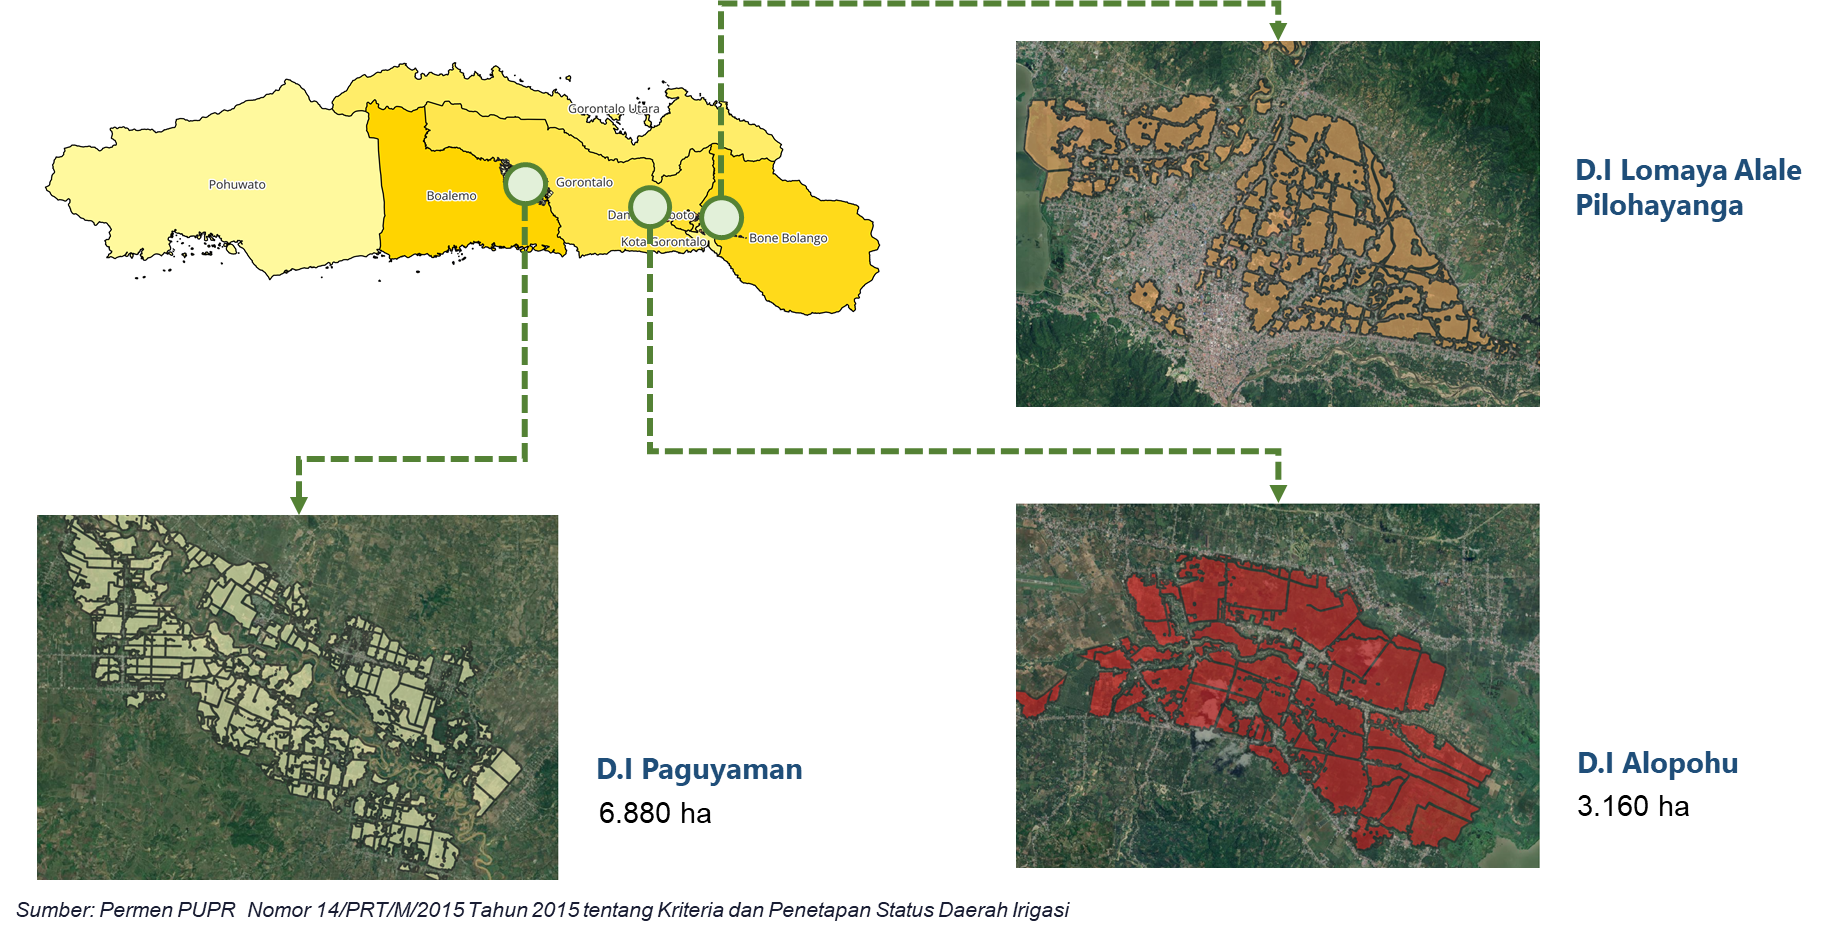 Gorontalo Utara
Pohuwato
Boalemo
Gorontalo
Kota Gorontalo
Bone Bolango
D.I Lomaya Alale
Pilohayanga
D.I Paguyaman
6.880 ha
D.I Alopohu
3.160 ha
Sumber: Permen PUPR Nomor 14/PRT/M/2015 Tahun 2015 tentang Kriteria dan Penetapan Status Daerah Irigasi